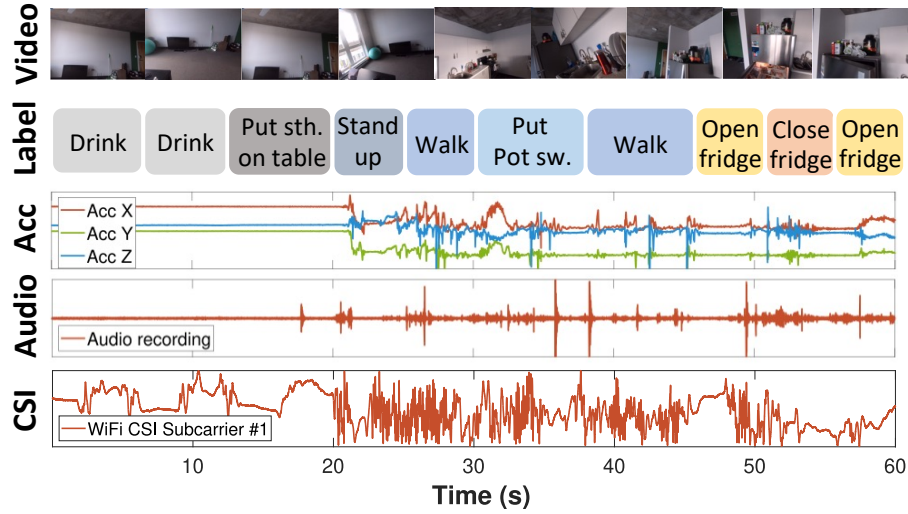 Video
Label
Drink
Drink
Put sth.
on table
Stand
up
Walk
Put
Pot sw.
Walk
Open
fridge
Close
fridge
Open
fridge
Acc
Acc X
Acc Y
Acc Z
Audio
Audio recording
CSI
WiFi CSI Subcarrier #1
10 20 30 40 50 60
Time (s)